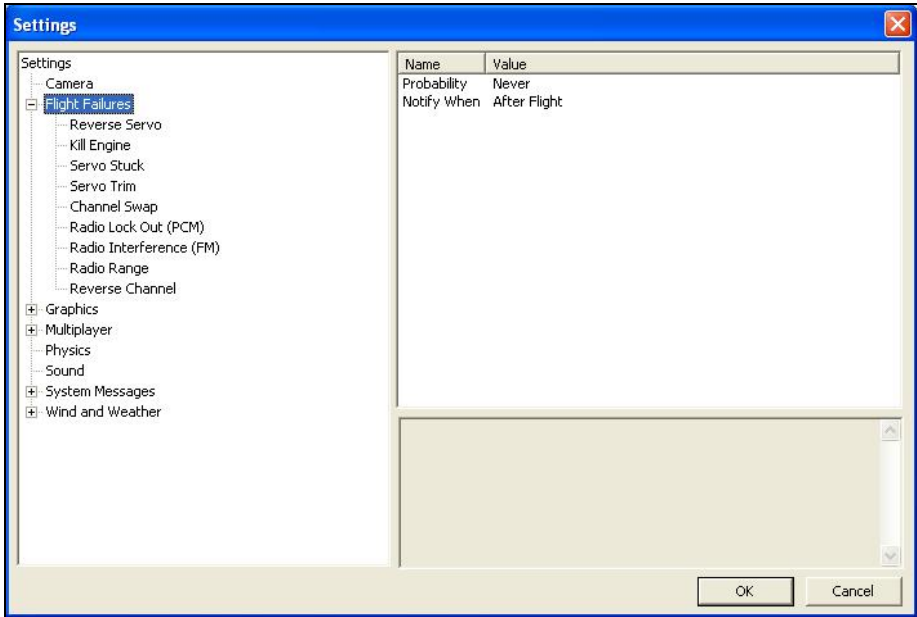 Settings
Settings
Camera
Flight Failures
Reverse Servo
Kill Engine
Servo Stuck
Servo Trim
Channel Swap
Radio Lock Out (PCM)
Radio Interference (FM)
Radio Range
Reverse Channel
Graphics
Multiplayer
Physics
Sound
System Messages
Wind and Weather
Name Value
Probability Never
Notify When After Flight
OK Cancel